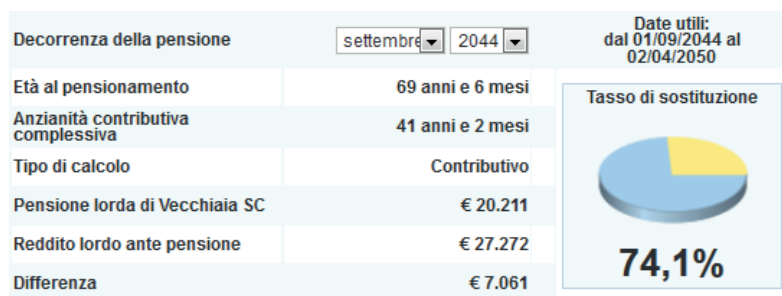 Decorrenza della pensione
settembre 2044
Date utili:
dal 01/09/2044 al
02/04/2050
Età al pensionamento
69 anni e 6 mesi
Anzianità contributiva
complessiva
41 anni e 2 mesi
Tipo di calcolo
Contributivo
Pensione lorda di Vecchiaia SC
€ 20.211
Reddito lordo ante pensione
€ 27.272
Differenza
€ 7.061
Tasso di sostituzione
74,1%